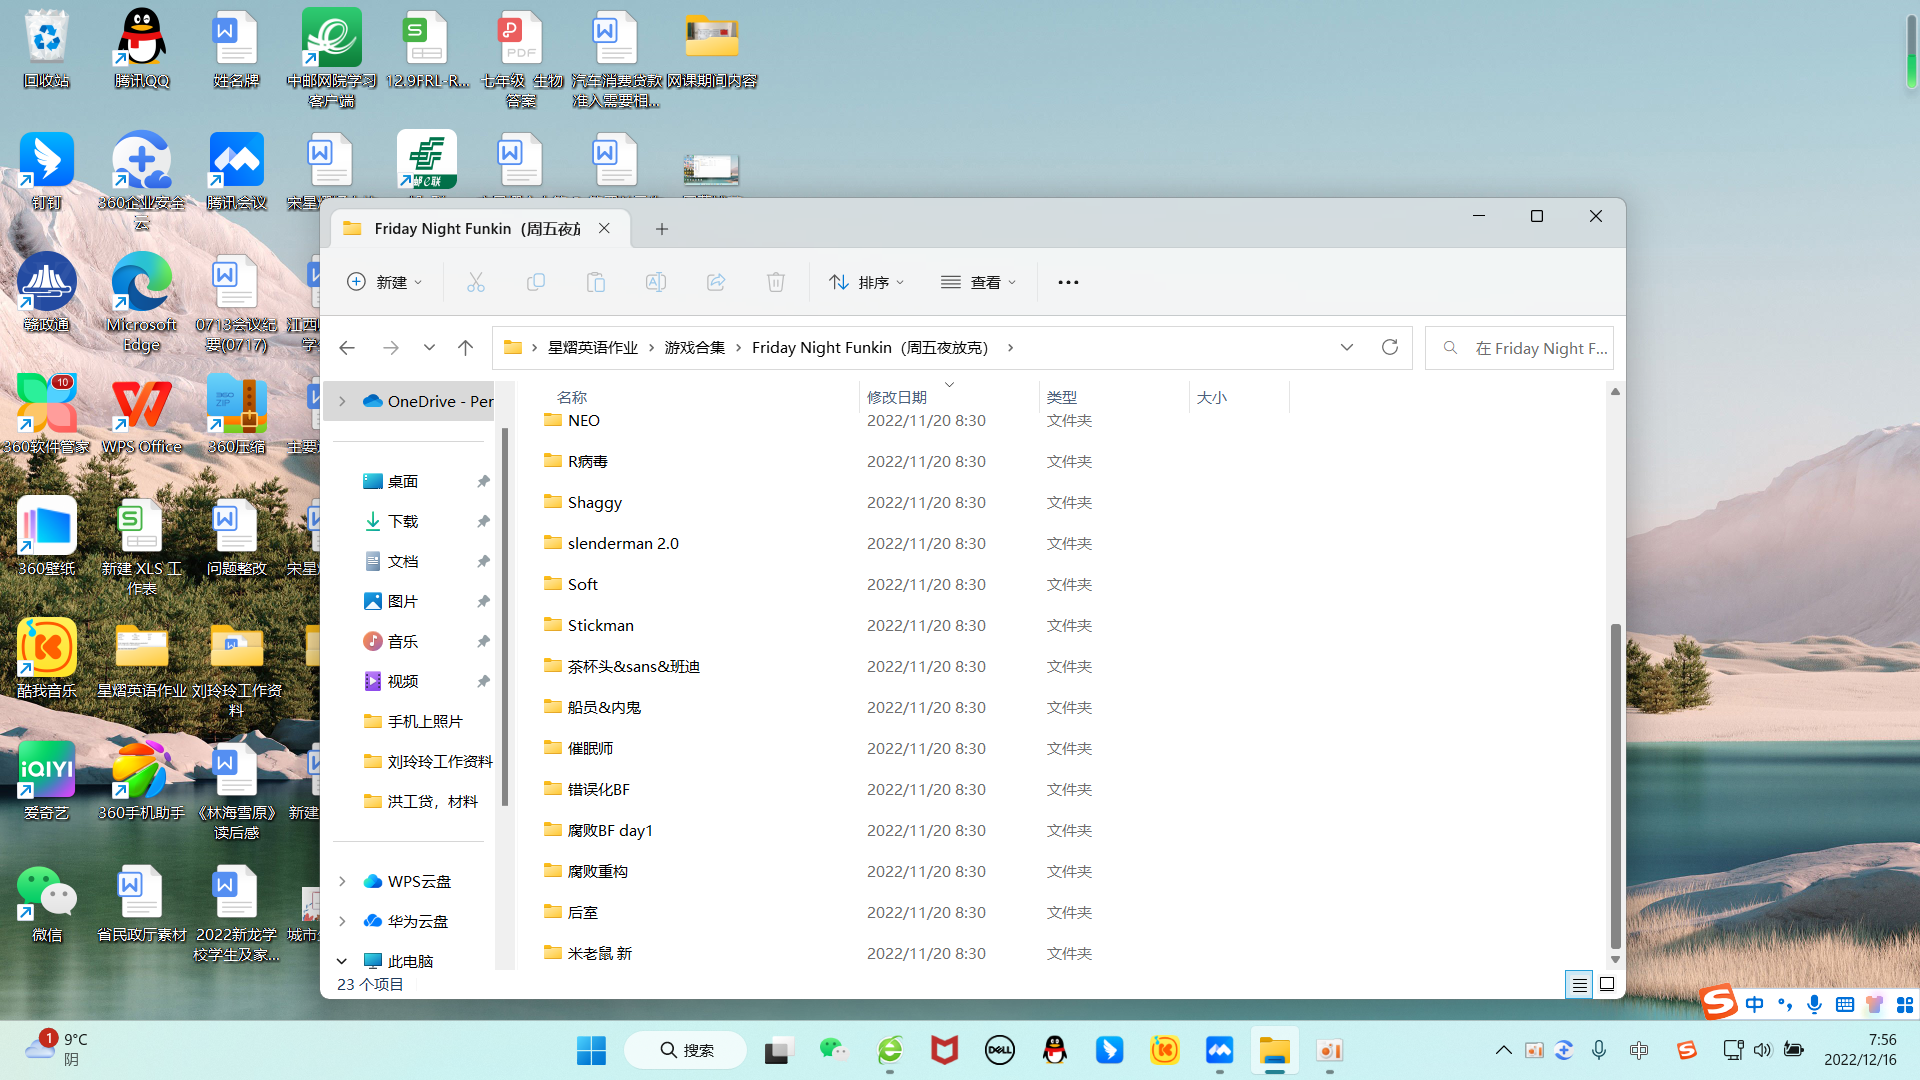 回收站
腾讯QQ
姓名牌
中邮网院学习
客户端
12.9FRL-R...
七年级 生物
答案
汽车消费贷款
准入需要相...
网课期间内容
钉钉
360企业安全
云
腾讯会议
邮e联
赣政通
Microsoft
Edge
0713会议纪
要(0717)
10
360软件管家
WPS Office
360压缩
360壁纸
新建 XLS 工
作表
问题整改
酷我音乐
星熠英语作业
刘玲玲工作资
料
iQIYI
爱奇艺
360手机助手
《林海雪原》
读后感
新建
微信
省民政厅素材
2022新龙学
校学生及家...
Friday Night Funkin（周五夜放
新建
排序
查看
星熠英语作业
游戏合集
Friday Night Funkin（周五夜放克）
在 Friday Night F...
OneDrive - Per
桌面
下载
文档
图片
音乐
视频
手机上照片
刘玲玲工作资料
洪工贷，材料
WPS云盘
华为云盘
此电脑
名称 修改日期 类型 大小
NEO 2022/11/20 8:30 文件夹
R病毒 2022/11/20 8:30 文件夹
Shaggy 2022/11/20 8:30 文件夹
slenderman 2.0 2022/11/20 8:30 文件夹
Soft 2022/11/20 8:30 文件夹
Stickman 2022/11/20 8:30 文件夹
茶杯头&sans&班迪 2022/11/20 8:30 文件夹
船员&内鬼 2022/11/20 8:30 文件夹
催眠师 2022/11/20 8:30 文件夹
错误化BF 2022/11/20 8:30 文件夹
腐败BF day1 2022/11/20 8:30 文件夹
腐败重构 2022/11/20 8:30 文件夹
后室 2022/11/20 8:30 文件夹
米老鼠 新 2022/11/20 8:30 文件夹
23 个项目
中
1
9°C
阴
搜索
DELL
中
7:56
2022/12/16